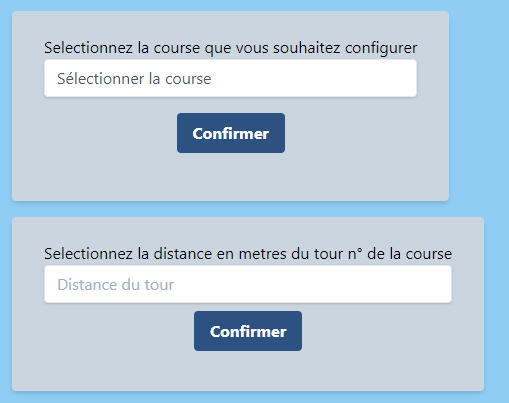 Selectionnez la course que vous souhaitez configurer
Sélectionner la course
Confirmer
Selectionnez la distance en metres du tour n° de la course
Distance du tour
Confirmer